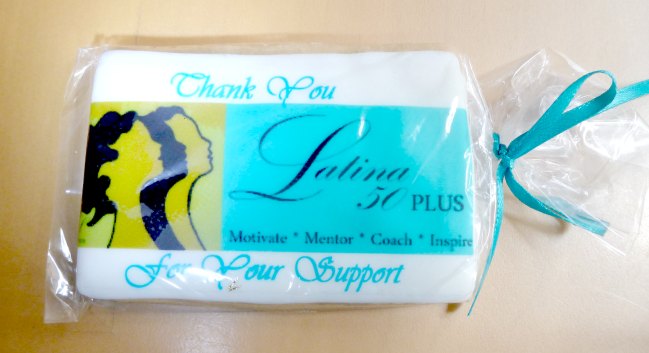 Thank You
Latina
50 PLUS
Motivate * Mentor * Coach * Inspire
For Your Support